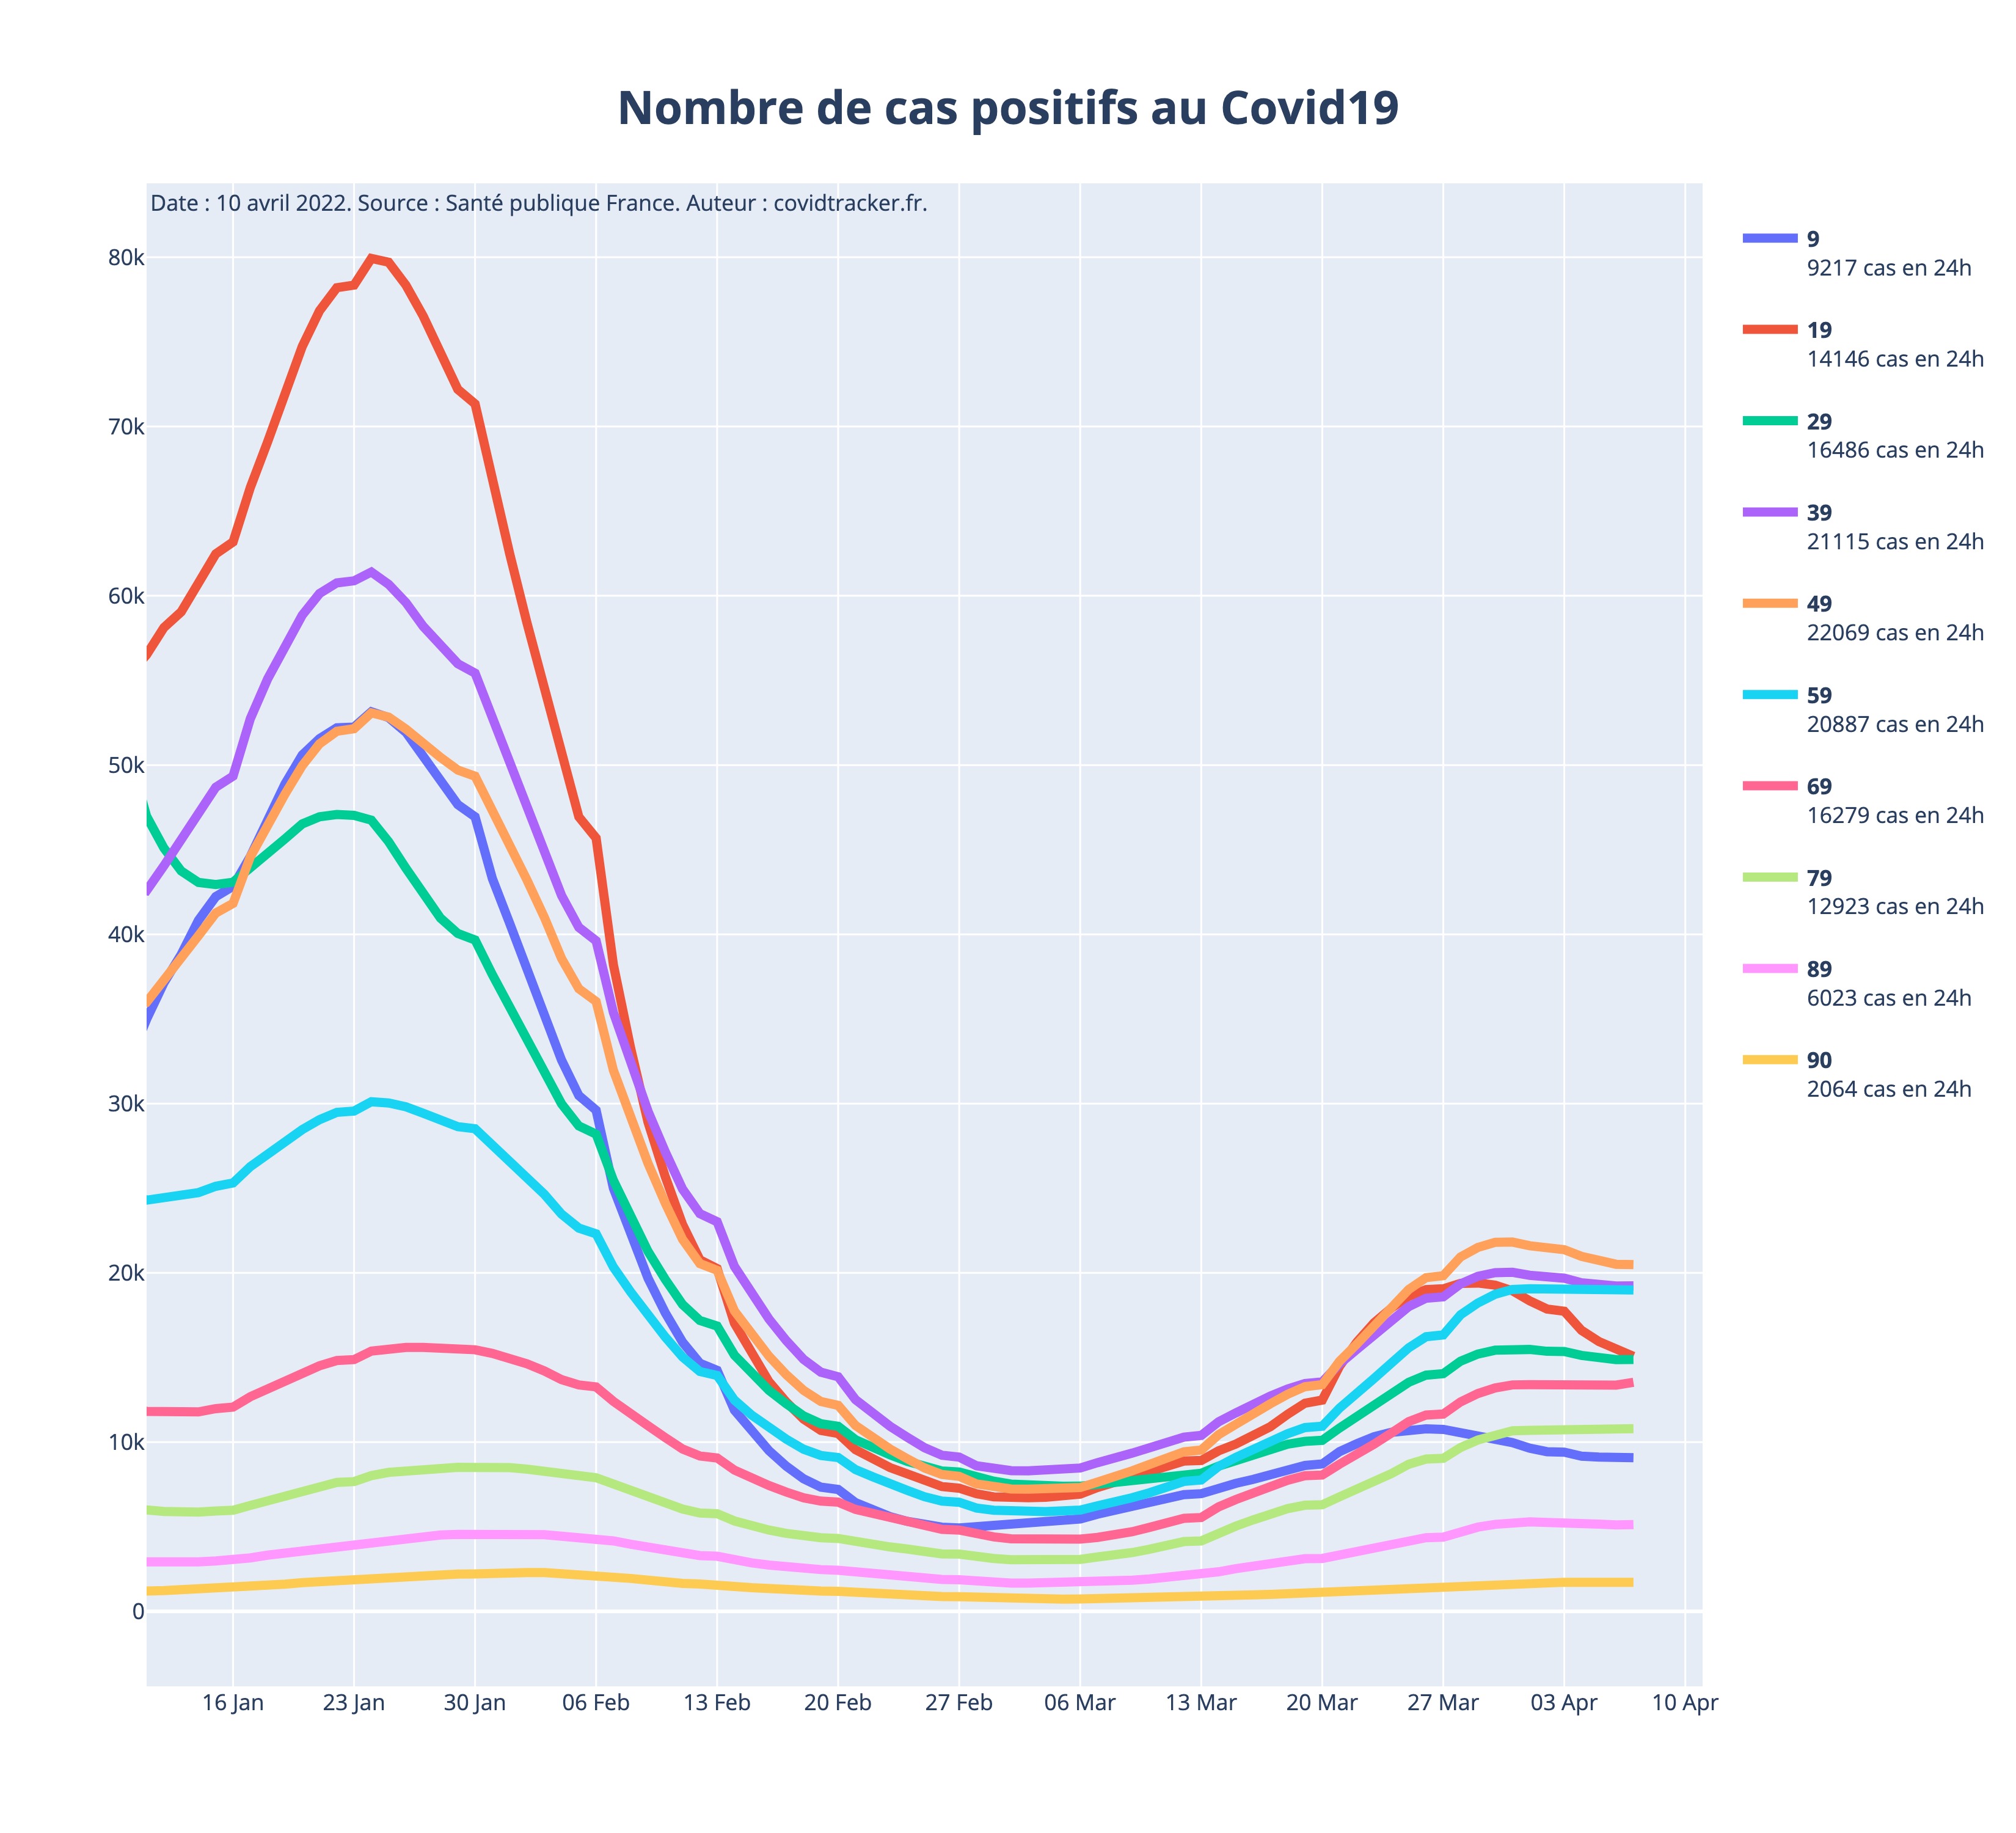 Nombre de cas positifs au Covid19
Date : 10 avril 2022. Source : Santé publique France. Auteur : covidtracker.fr.
80k
70k
60k
50k
40k
30k
20k
10k
0
16 Jan
23 Jan
30 Jan
06 Feb
13 Feb
20 Feb
27 Feb
06 Mar
13 Mar
20 Mar
27 Mar
03 Apr
10 Apr
9
9217 cas en 24h
19
14146 cas en 24h
29
16486 cas en 24h
39
21115 cas en 24h
49
22069 cas en 24h
59
20887 cas en 24h
69
16279 cas en 24h
79
12923 cas en 24h
89
6023 cas en 24h
90
2064 cas en 24h